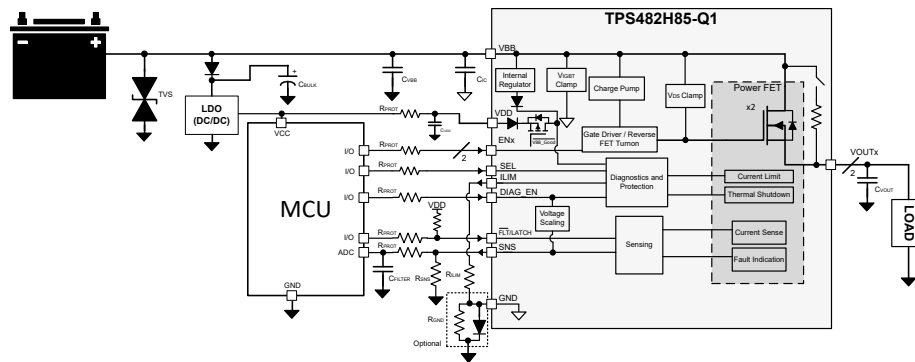 TPS482H85-Q1
VBB
TVS
CBULK
CVBB
CIC
Internal
Regulator
VIGBT
Clamp
Charge Pump
VDS Clamp
Power FET
x2
LDO
(DC/DC)
RPROT
CVDD
VDD
VBB_Good
VCC
ENx
Gate Driver / Reverse
FET Turnon
I/O
RPROT
2
I/O
RPROT
SEL
ILIM
Diagnostics and
Protection
Current Limit
Thermal Shutdown
VOUTx
2
CVOUT
LOAD
I/O
RPROT
DIAG_EN
MCU
VDD
Voltage
Scaling
I/O
RPROT
FLT/LATCH
ADC
RPROT
SNS
Sensing
Current Sense
Fault Indication
CFILTER
RSNS
RILIM
GND
GND
RGND
Optional